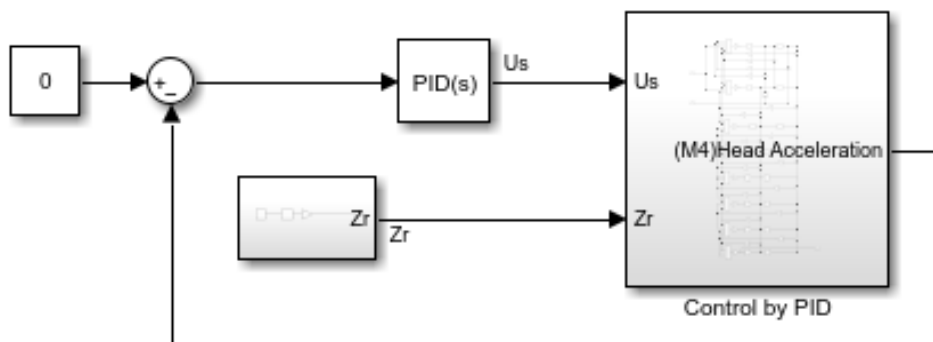 0
+
−
PID(s)
Us
Us
(M4)Head Acceleration
Zr
Zr
Zr
Control by PID